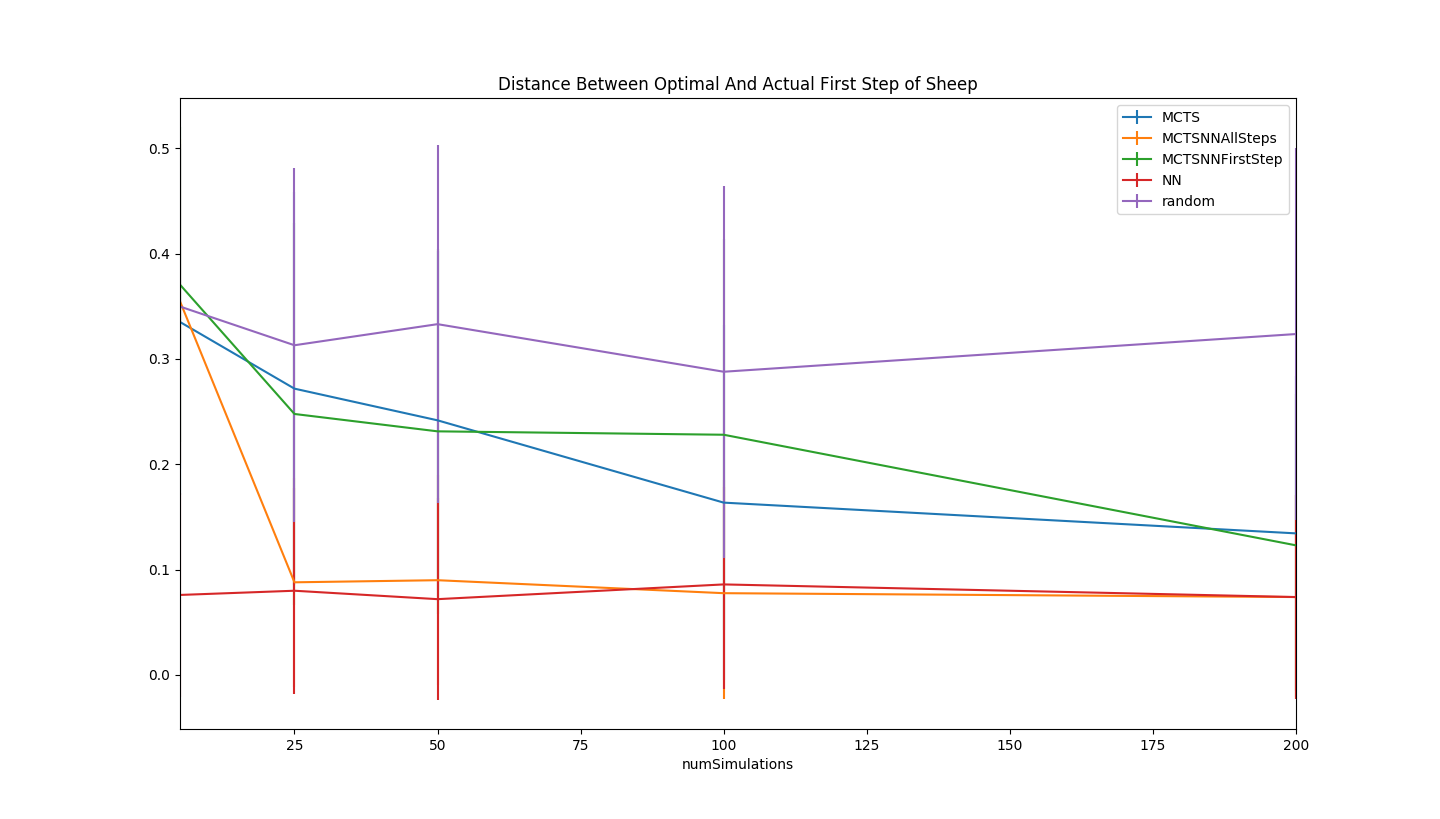 Distance Between Optimal And Actual First Step of Sheep
MCTS
MCTSNNAllSteps
MCTSNNFirstStep
NN
random
0.5
0.4
0.3
0.2
0.1
0.0
25 50 75 100 125 150 175 200
numSimulations